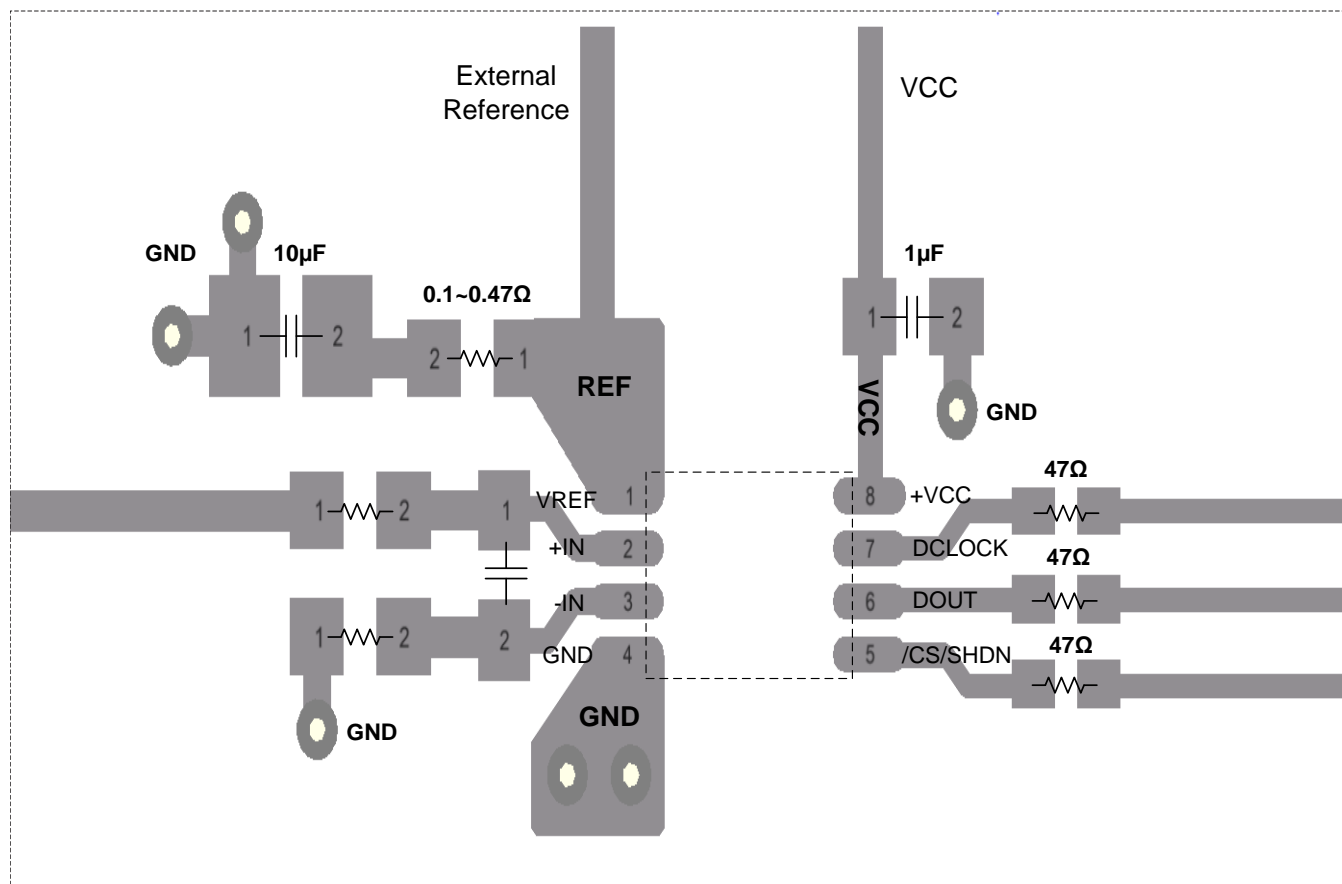 External
Reference
VCC
GND
10µF
0.1~0.47Ω
1µF
1
2
2
1
1
2
REF
VCC
GND
47Ω
1
2
1
VREF
1
8
+VCC
+IN
2
7
DCLOCK
47Ω
-IN
3
6
DOUT
1
2
2
GND
4
5
/CS/SHDN
47Ω
GND
GND